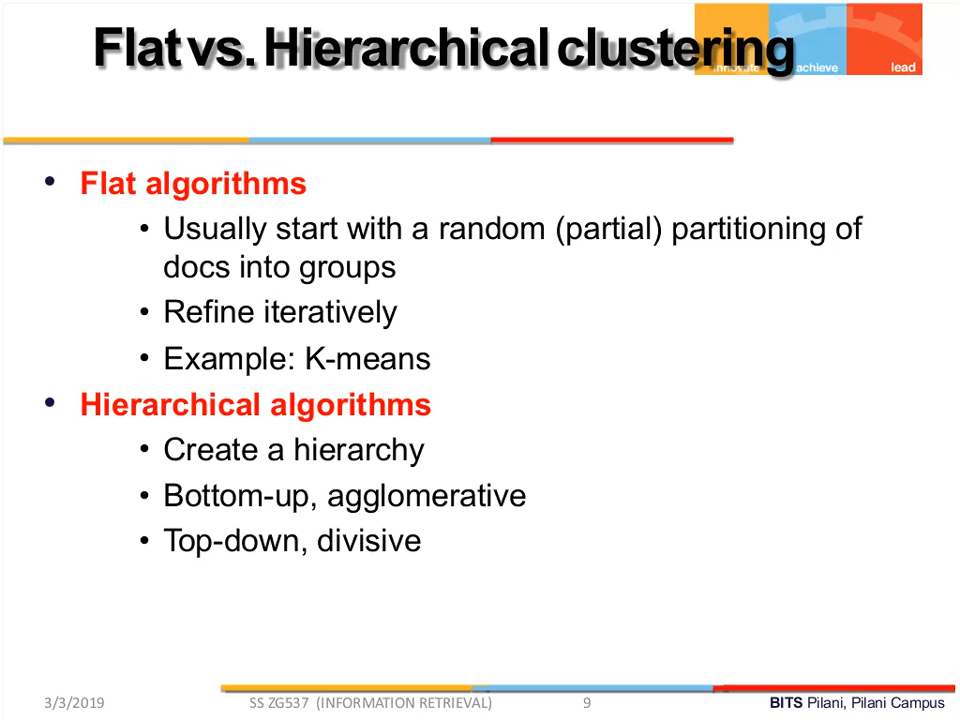 Flat vs. Hierarchical clustering
innovate achieve lead
• Flat algorithms
• Usually start with a random (partial) partitioning of
docs into groups
• Refine iteratively
• Example: K-means
• Hierarchical algorithms
• Create a hierarchy
• Bottom-up, agglomerative
• Top-down, divisive
3/3/2019 SS ZG537 (INFORMATION RETRIEVAL) 9 BITS Pilani, Pilani Campus